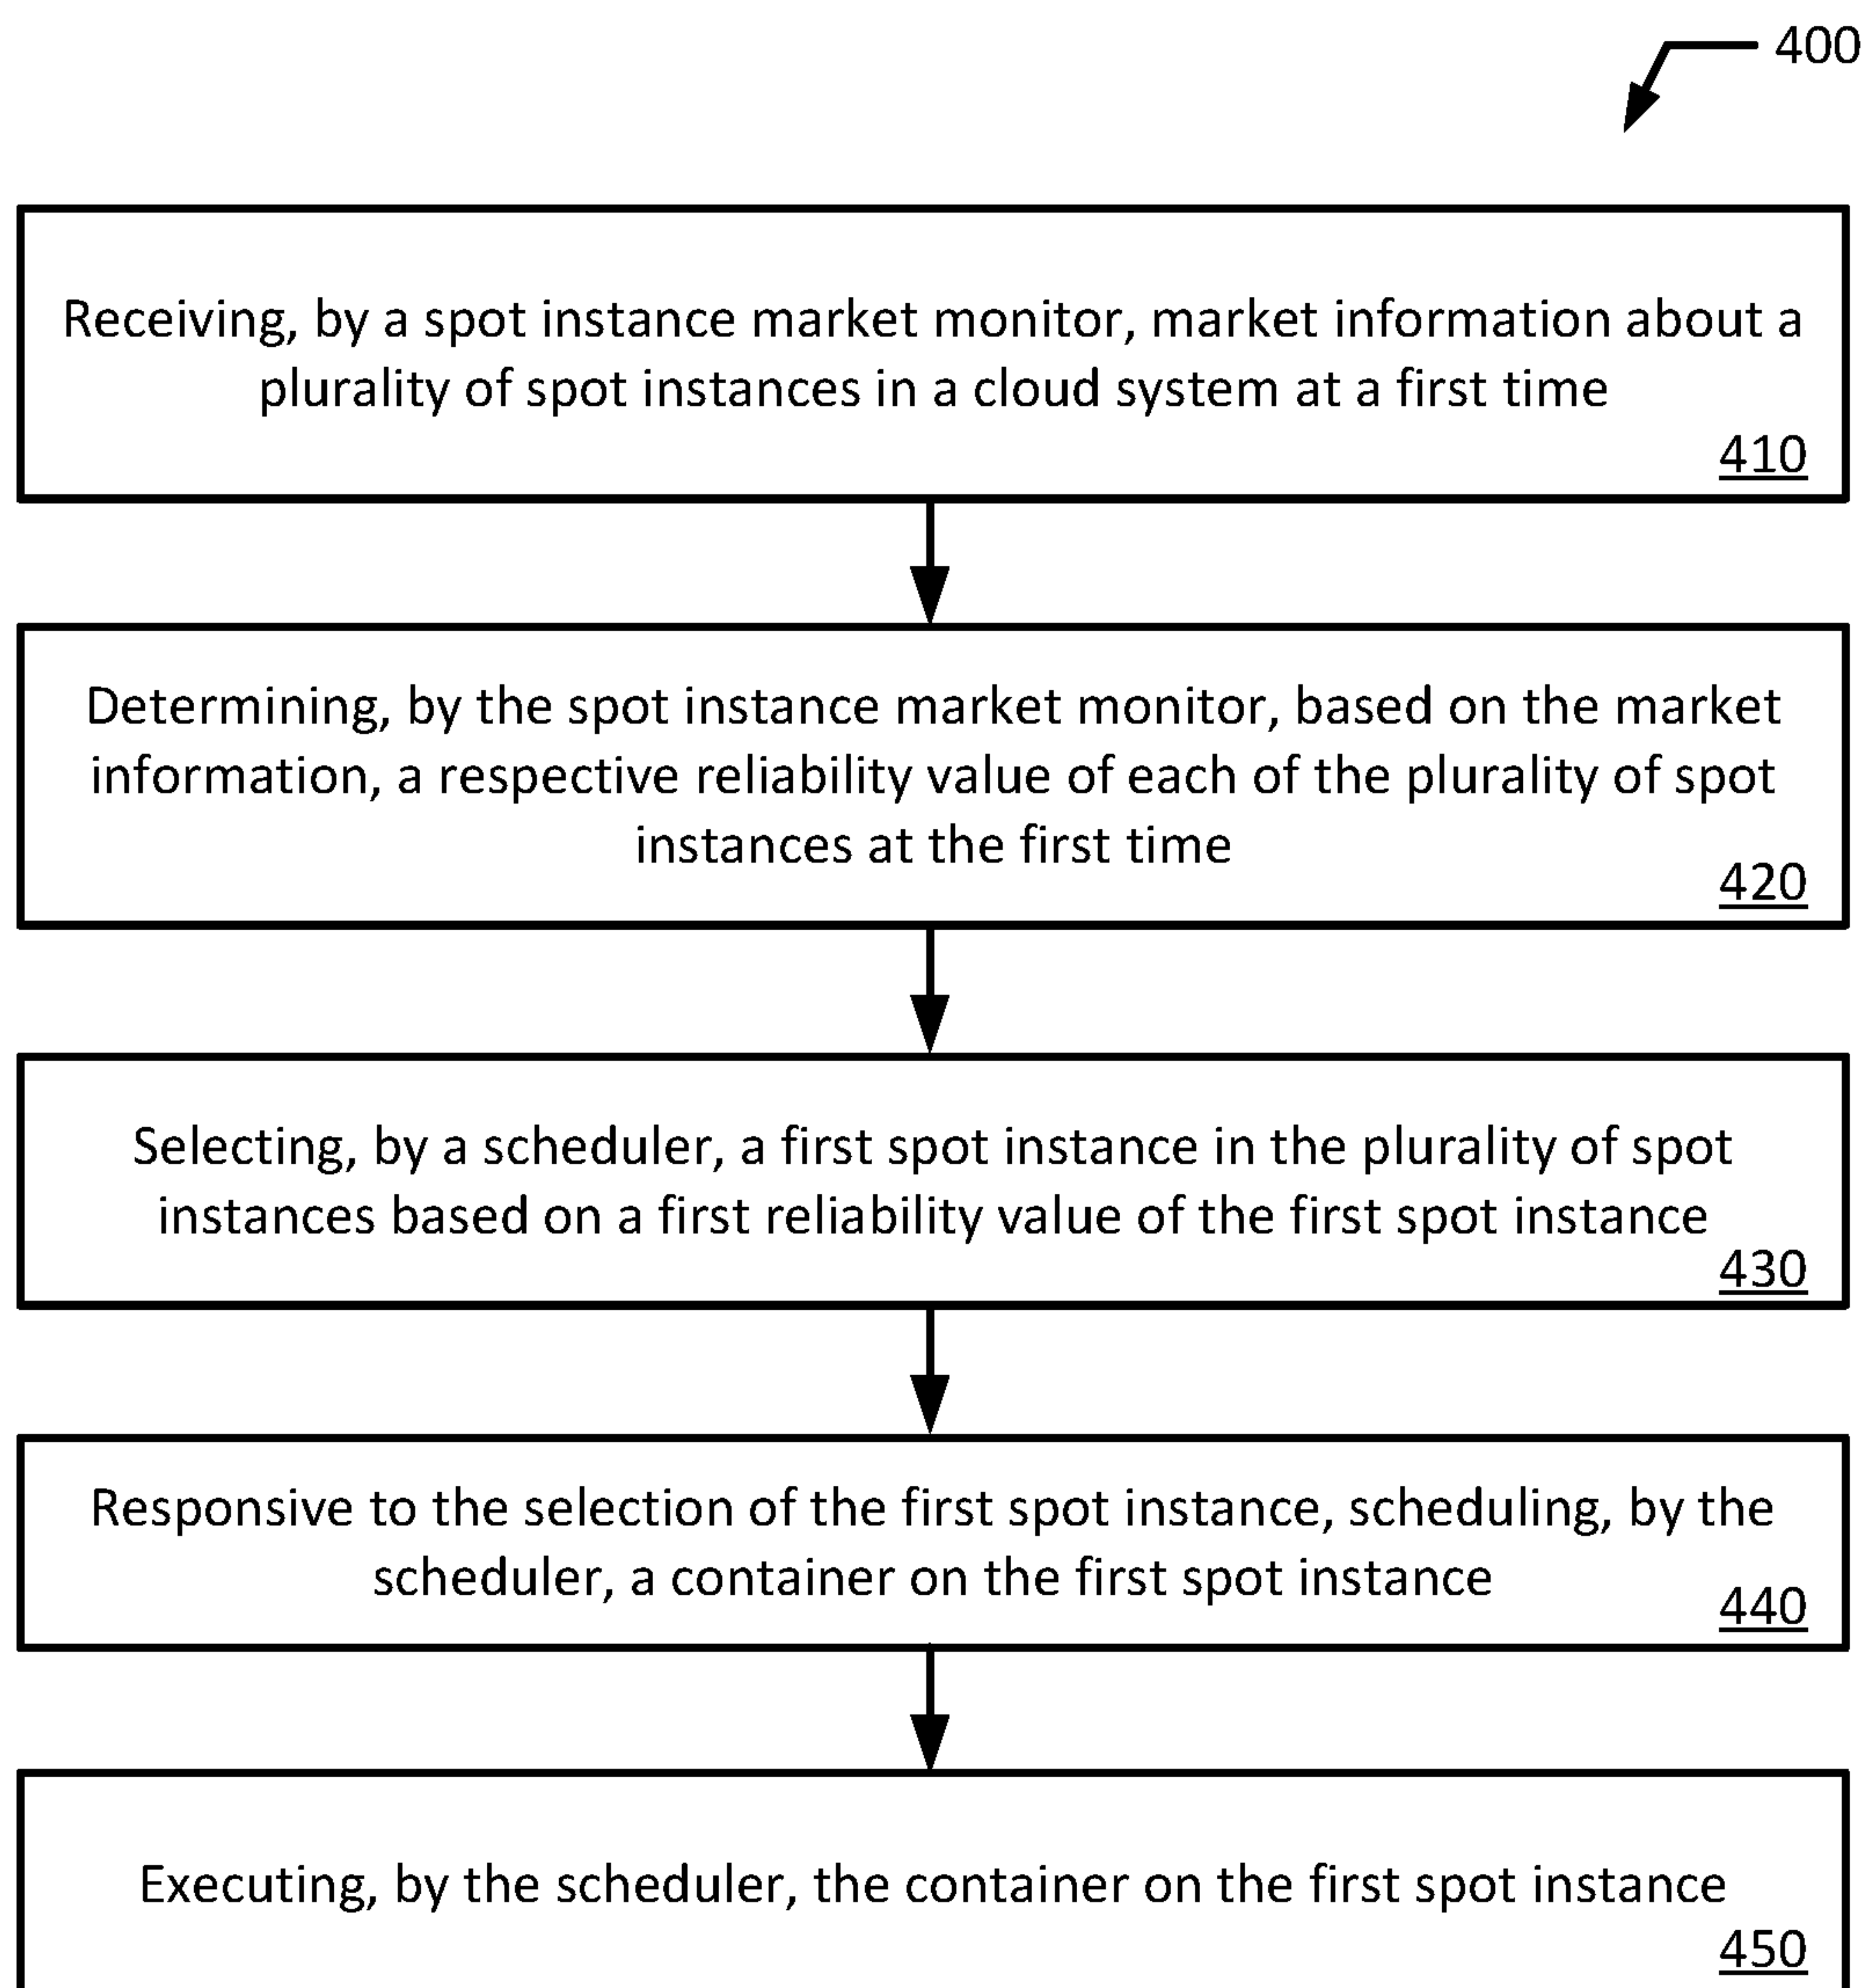 400
Receiving, by a spot instance market monitor, market information about a
plurality of spot instances in a cloud system at a first time
410
Determining, by the spot instance market monitor, based on the market
information, a respective reliability value of each of the plurality of spot
instances at the first time
420
Selecting, by a scheduler, a first spot instance in the plurality of spot
instances based on a first reliability value of the first spot instance
430
Responsive to the selection of the first spot instance, scheduling, by the
scheduler, a container on the first spot instance
440
Executing, by the scheduler, the container on the first spot instance
450